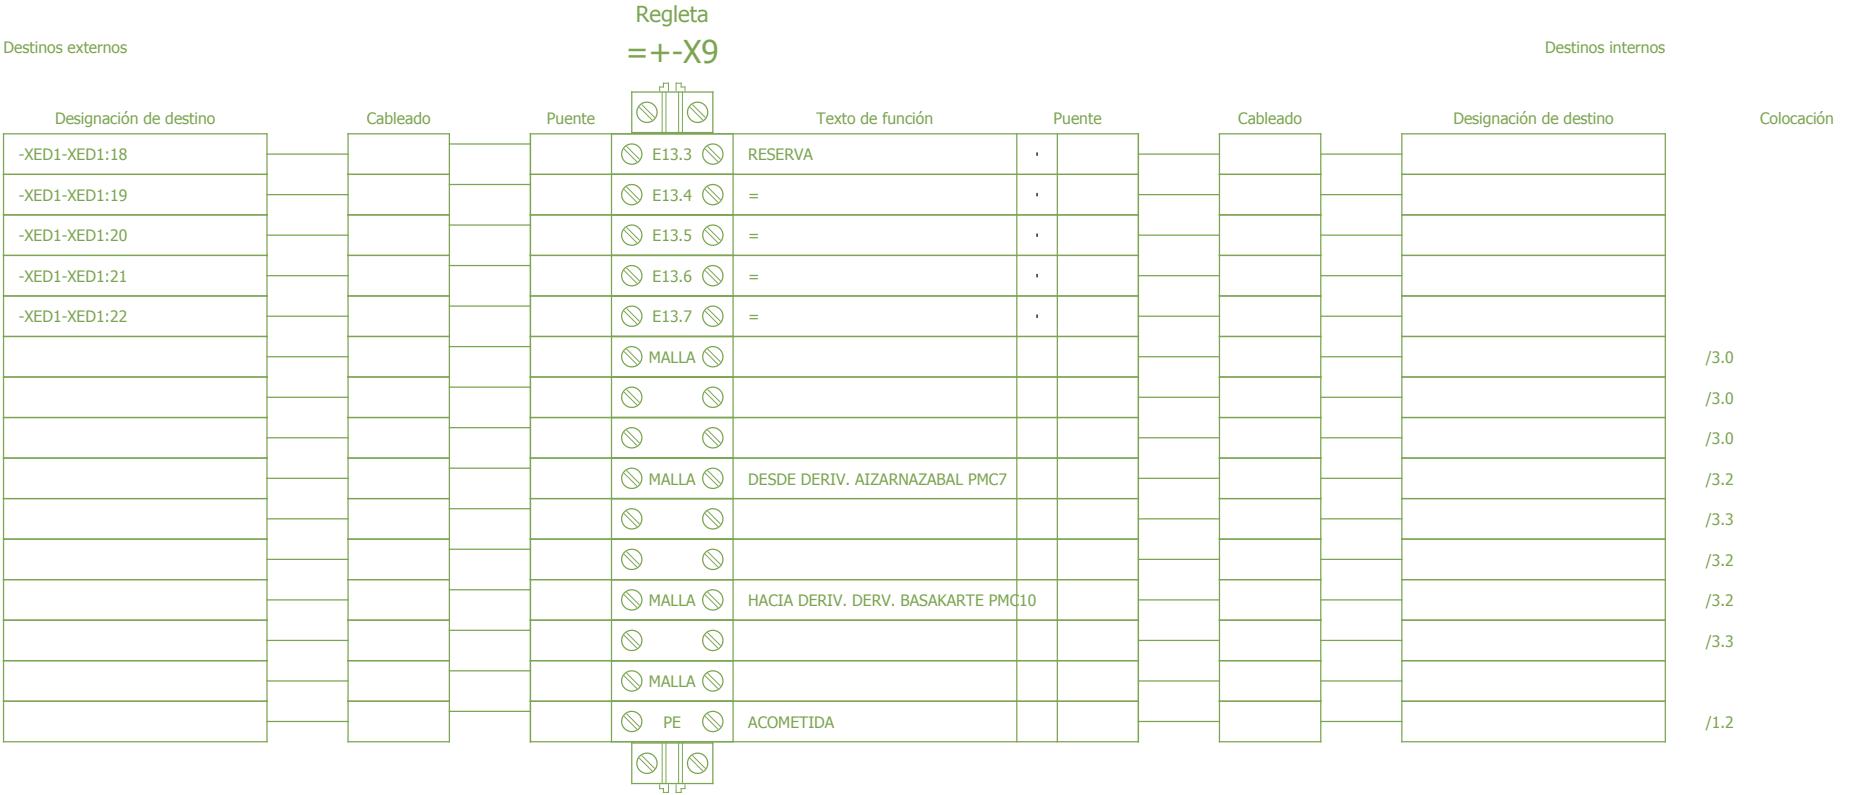 Regleta
Destinos externos =+-X9 Destinos internos
Designación de destino Cableado Puente Texto de función Puente Cableado Designación de destino Colocación
-XED1-XED1:18 E13.3 RESERVA
-XED1-XED1:19 E13.4 =
-XED1-XED1:20 E13.5 =
-XED1-XED1:21 E13.6 =
-XED1-XED1:22 E13.7 =
MALLA /3.0
/3.0
/3.0
MALLA DESDE DERIV. AIZARNAZABAL PMC7 /3.2
/3.3
/3.2
MALLA HACIA DERIV. DERV. BASAKARTE PMC10 /3.2
/3.3
MALLA
PE ACOMETIDA /1.2